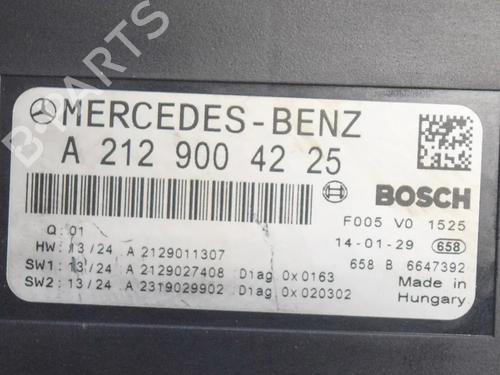 B-PARTS
MERCEDES-BENZ
A 212 900 42 25
BOSCH
Q: 01
F005 V0 1525
HW: 13/24 A 2129011307
14-01-29 658
SW1: 13/24 A 2129027408 Diag 0x0163
658 B 6647392
SW2: 13/24 A 2319029902 Diag 0x020302
Made in
Hungary